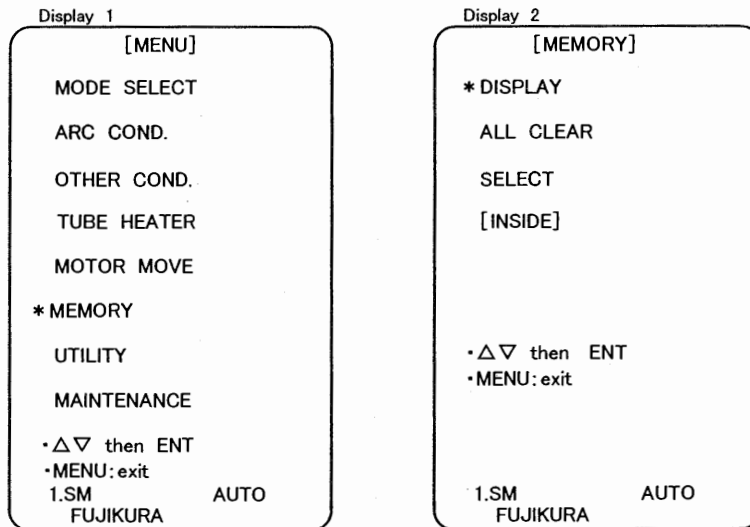 Display 1
[MENU]
MODE SELECT
ARC COND.
OTHER COND.
TUBE HEATER
MOTOR MOVE
* MEMORY
UTILITY
MAINTENANCE
・△▽ then ENT
・MENU: exit
1.SM AUTO
FUJIKURA
Display 2
[MEMORY]
* DISPLAY
ALL CLEAR
SELECT
[INSIDE]
・△▽ then ENT
・MENU: exit
1.SM AUTO
FUJIKURA